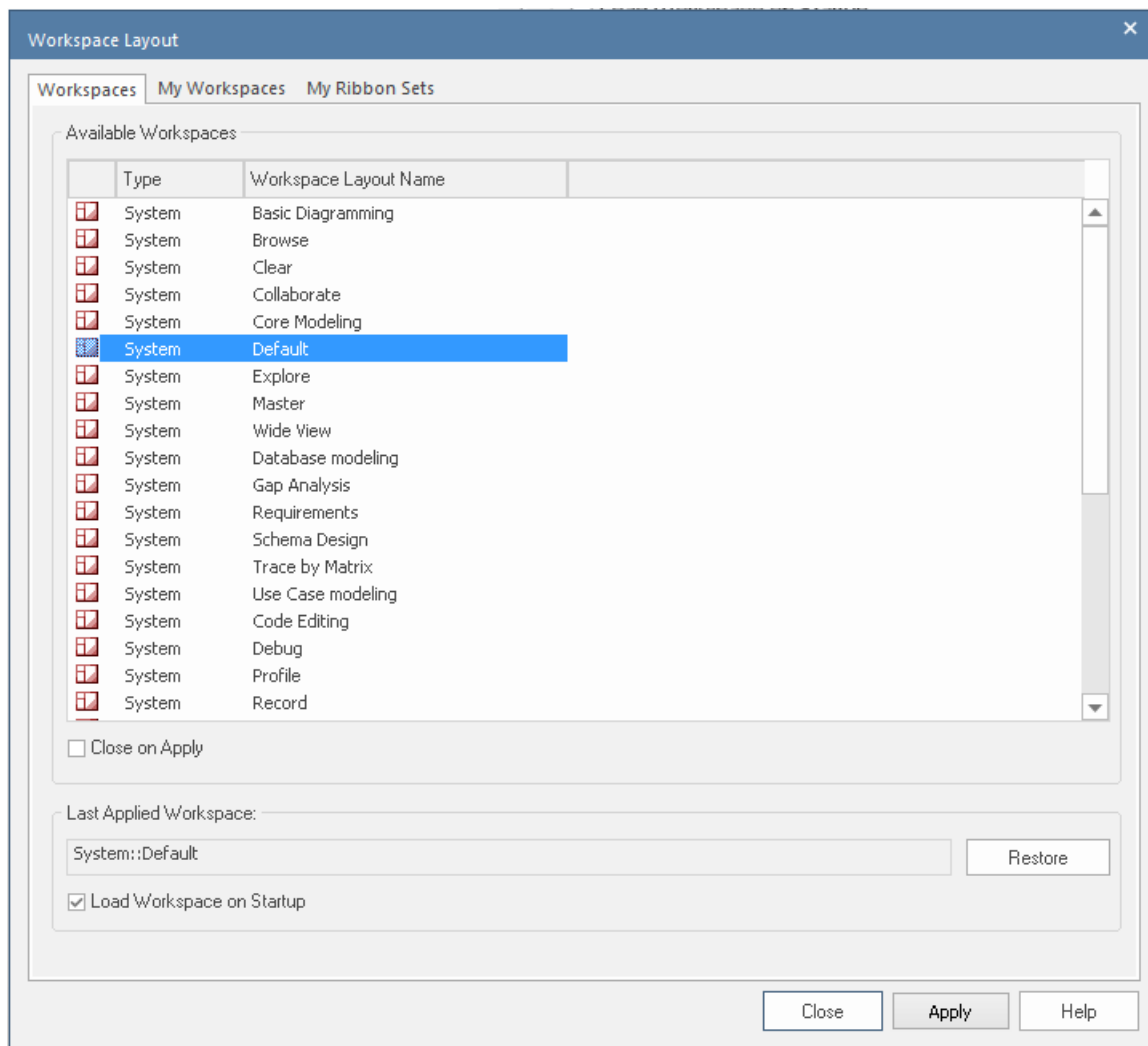 Workspace Layout
Workspaces My Workspaces My Ribbon Sets
Available Workspaces
Type Workspace Layout Name
System Basic Diagramming
System Browse
System Clear
System Collaborate
System Core Modeling
System Default
System Explore
System Master
System Wide View
System Database modeling
System Gap Analysis
System Requirements
System Schema Design
System Trace by Matrix
System Use Case modeling
System Code Editing
System Debug
System Profile
System Record
Close on Apply
Last Applied Workspace:
System::Default
Restore
Load Workspace on Startup
Close Apply Help